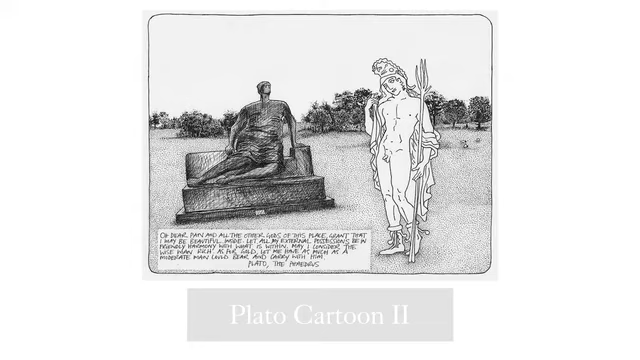 OH DEAR PAN AND ALL THE OTHER GODS OF THIS PLACE, GRANT THAT
I MAY BE BEAUTIFUL INSIDE. LET ALL MY EXTERNAL POSSESSIONS BE IN
FRIENDLY HARMONY WITH WHAT IS WITHIN. MAY I CONSIDER THE
WISE MAN RICH. AS FOR GOLD, LET ME HAVE AS MUCH AS A
MODERATE MAN COULD BEAR AND CARRY WITH HIM.
PLATO, THE PHAEDRUS
Plato Cartoon II